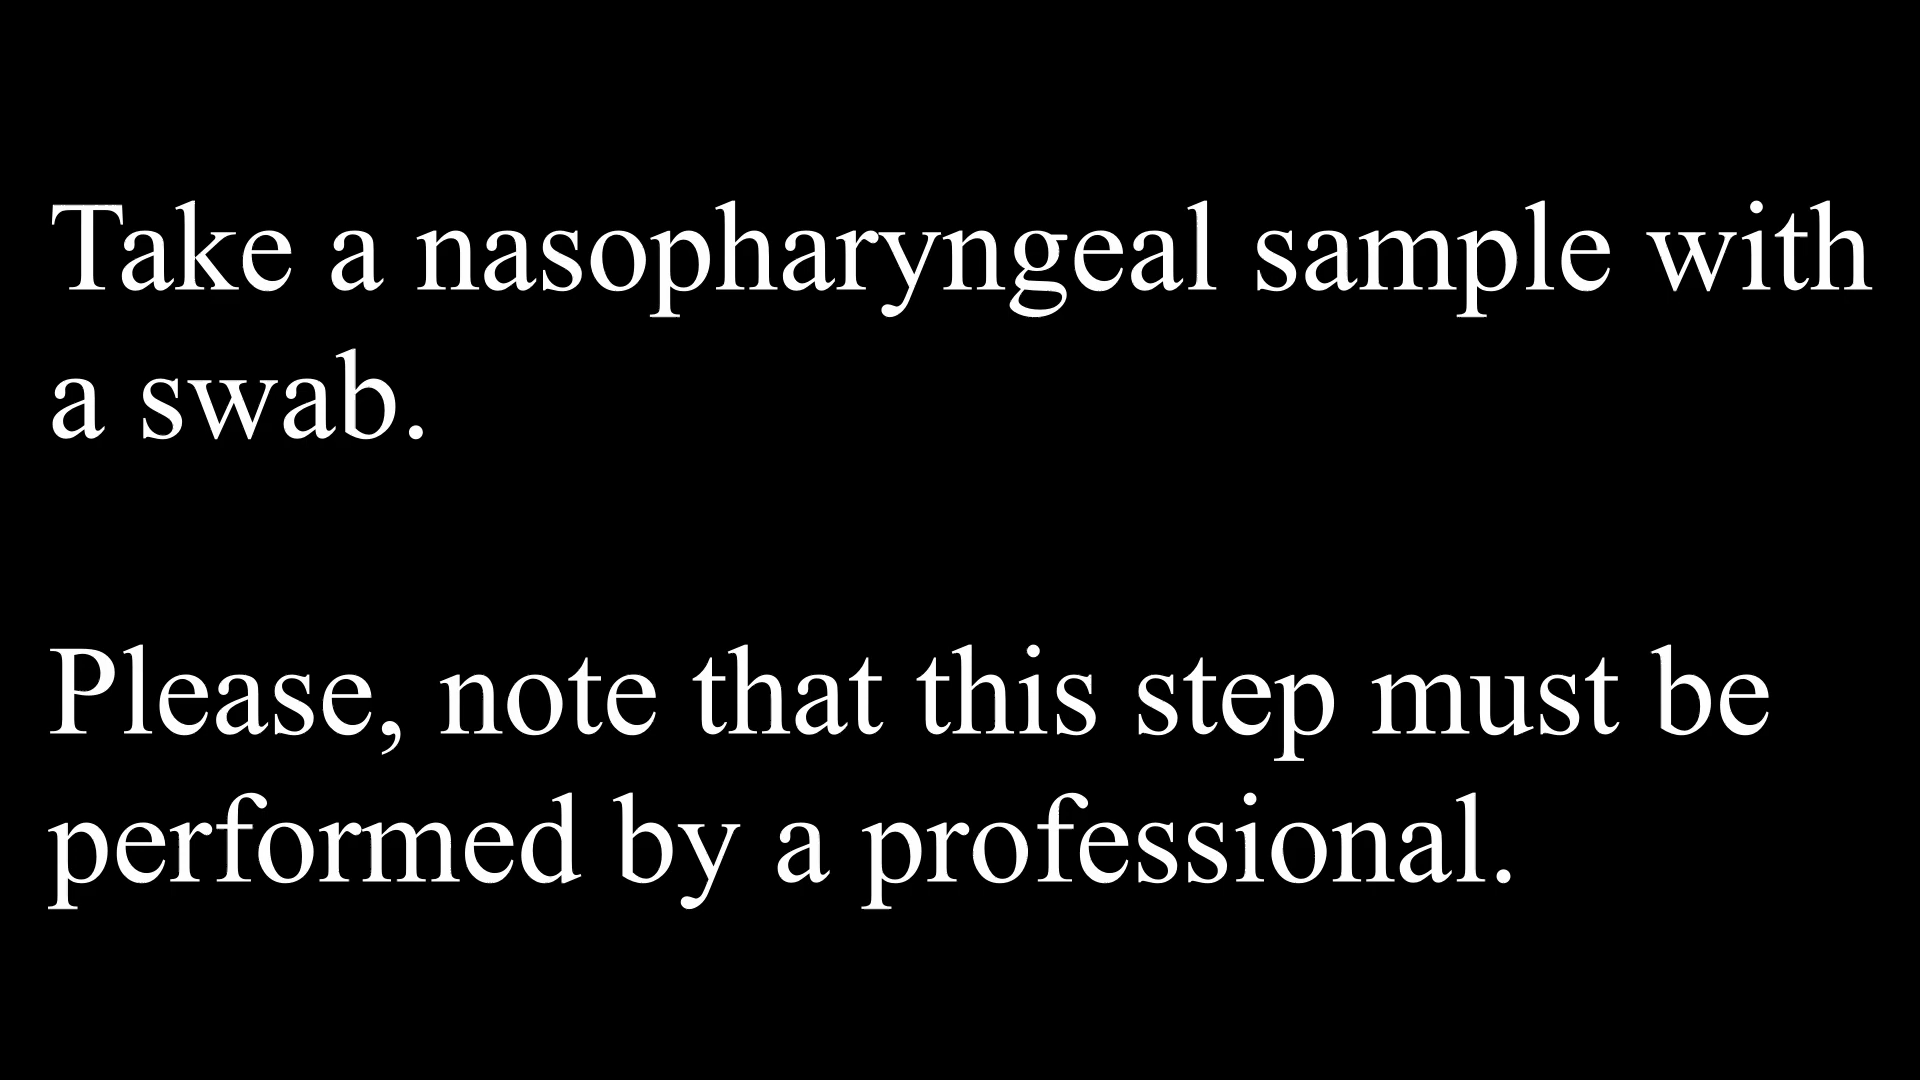 Take a nasopharyngeal sample with
a swab.
Please, note that this step must be
performed by a professional.